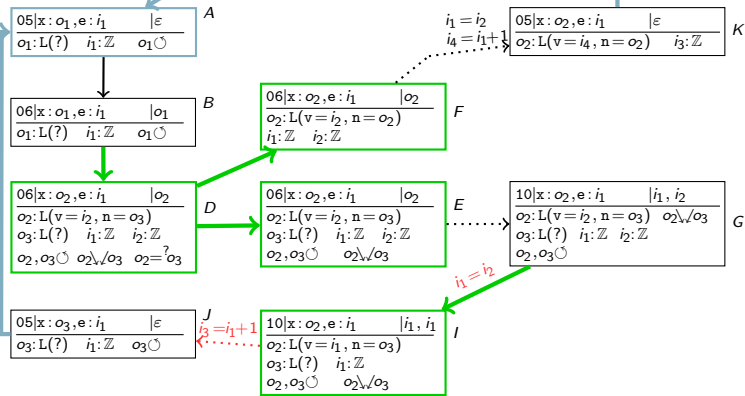 A
05|x:o₁,e:i₁ |ε
o₁:L(?) i₁:ℤ o₁↺
B
06|x:o₁,e:i₁ |o₁
o₁:L(?) i₁:ℤ o₁↺
D
06|x:o₂,e:i₁ |o₂
o₂:L(v=i₂,n=o₃)
o₃:L(?) i₁:ℤ i₂:ℤ
o₂,o₃↺ o₂↘↙o₃ o₂=?o₃
F
06|x:o₂,e:i₁ |o₂
o₂:L(v=i₂,n=o₂)
i₁:ℤ i₂:ℤ
i₁=i₂
i₄=i₁+1
K
05|x:o₂,e:i₁ |ε
o₂:L(v=i₄,n=o₂) i₃:ℤ
E
06|x:o₂,e:i₁ |o₂
o₂:L(v=i₂,n=o₃)
o₃:L(?) i₁:ℤ i₂:ℤ
o₂,o₃↺ o₂↘↙o₃
G
10|x:o₂,e:i₁ |i₁,i₂
o₂:L(v=i₂,n=o₃) o₂↘↙o₃
o₃:L(?) i₁:ℤ i₂:ℤ
o₂,o₃↺
i₁=i₂
I
10|x:o₂,e:i₁ |i₁,i₁
o₂:L(v=i₁,n=o₃)
o₃:L(?) i₁:ℤ
o₂,o₃↺ o₂↘↙o₃
i₃=i₁+1
J
05|x:o₃,e:i₁ |ε
o₃:L(?) i₁:ℤ o₃↺